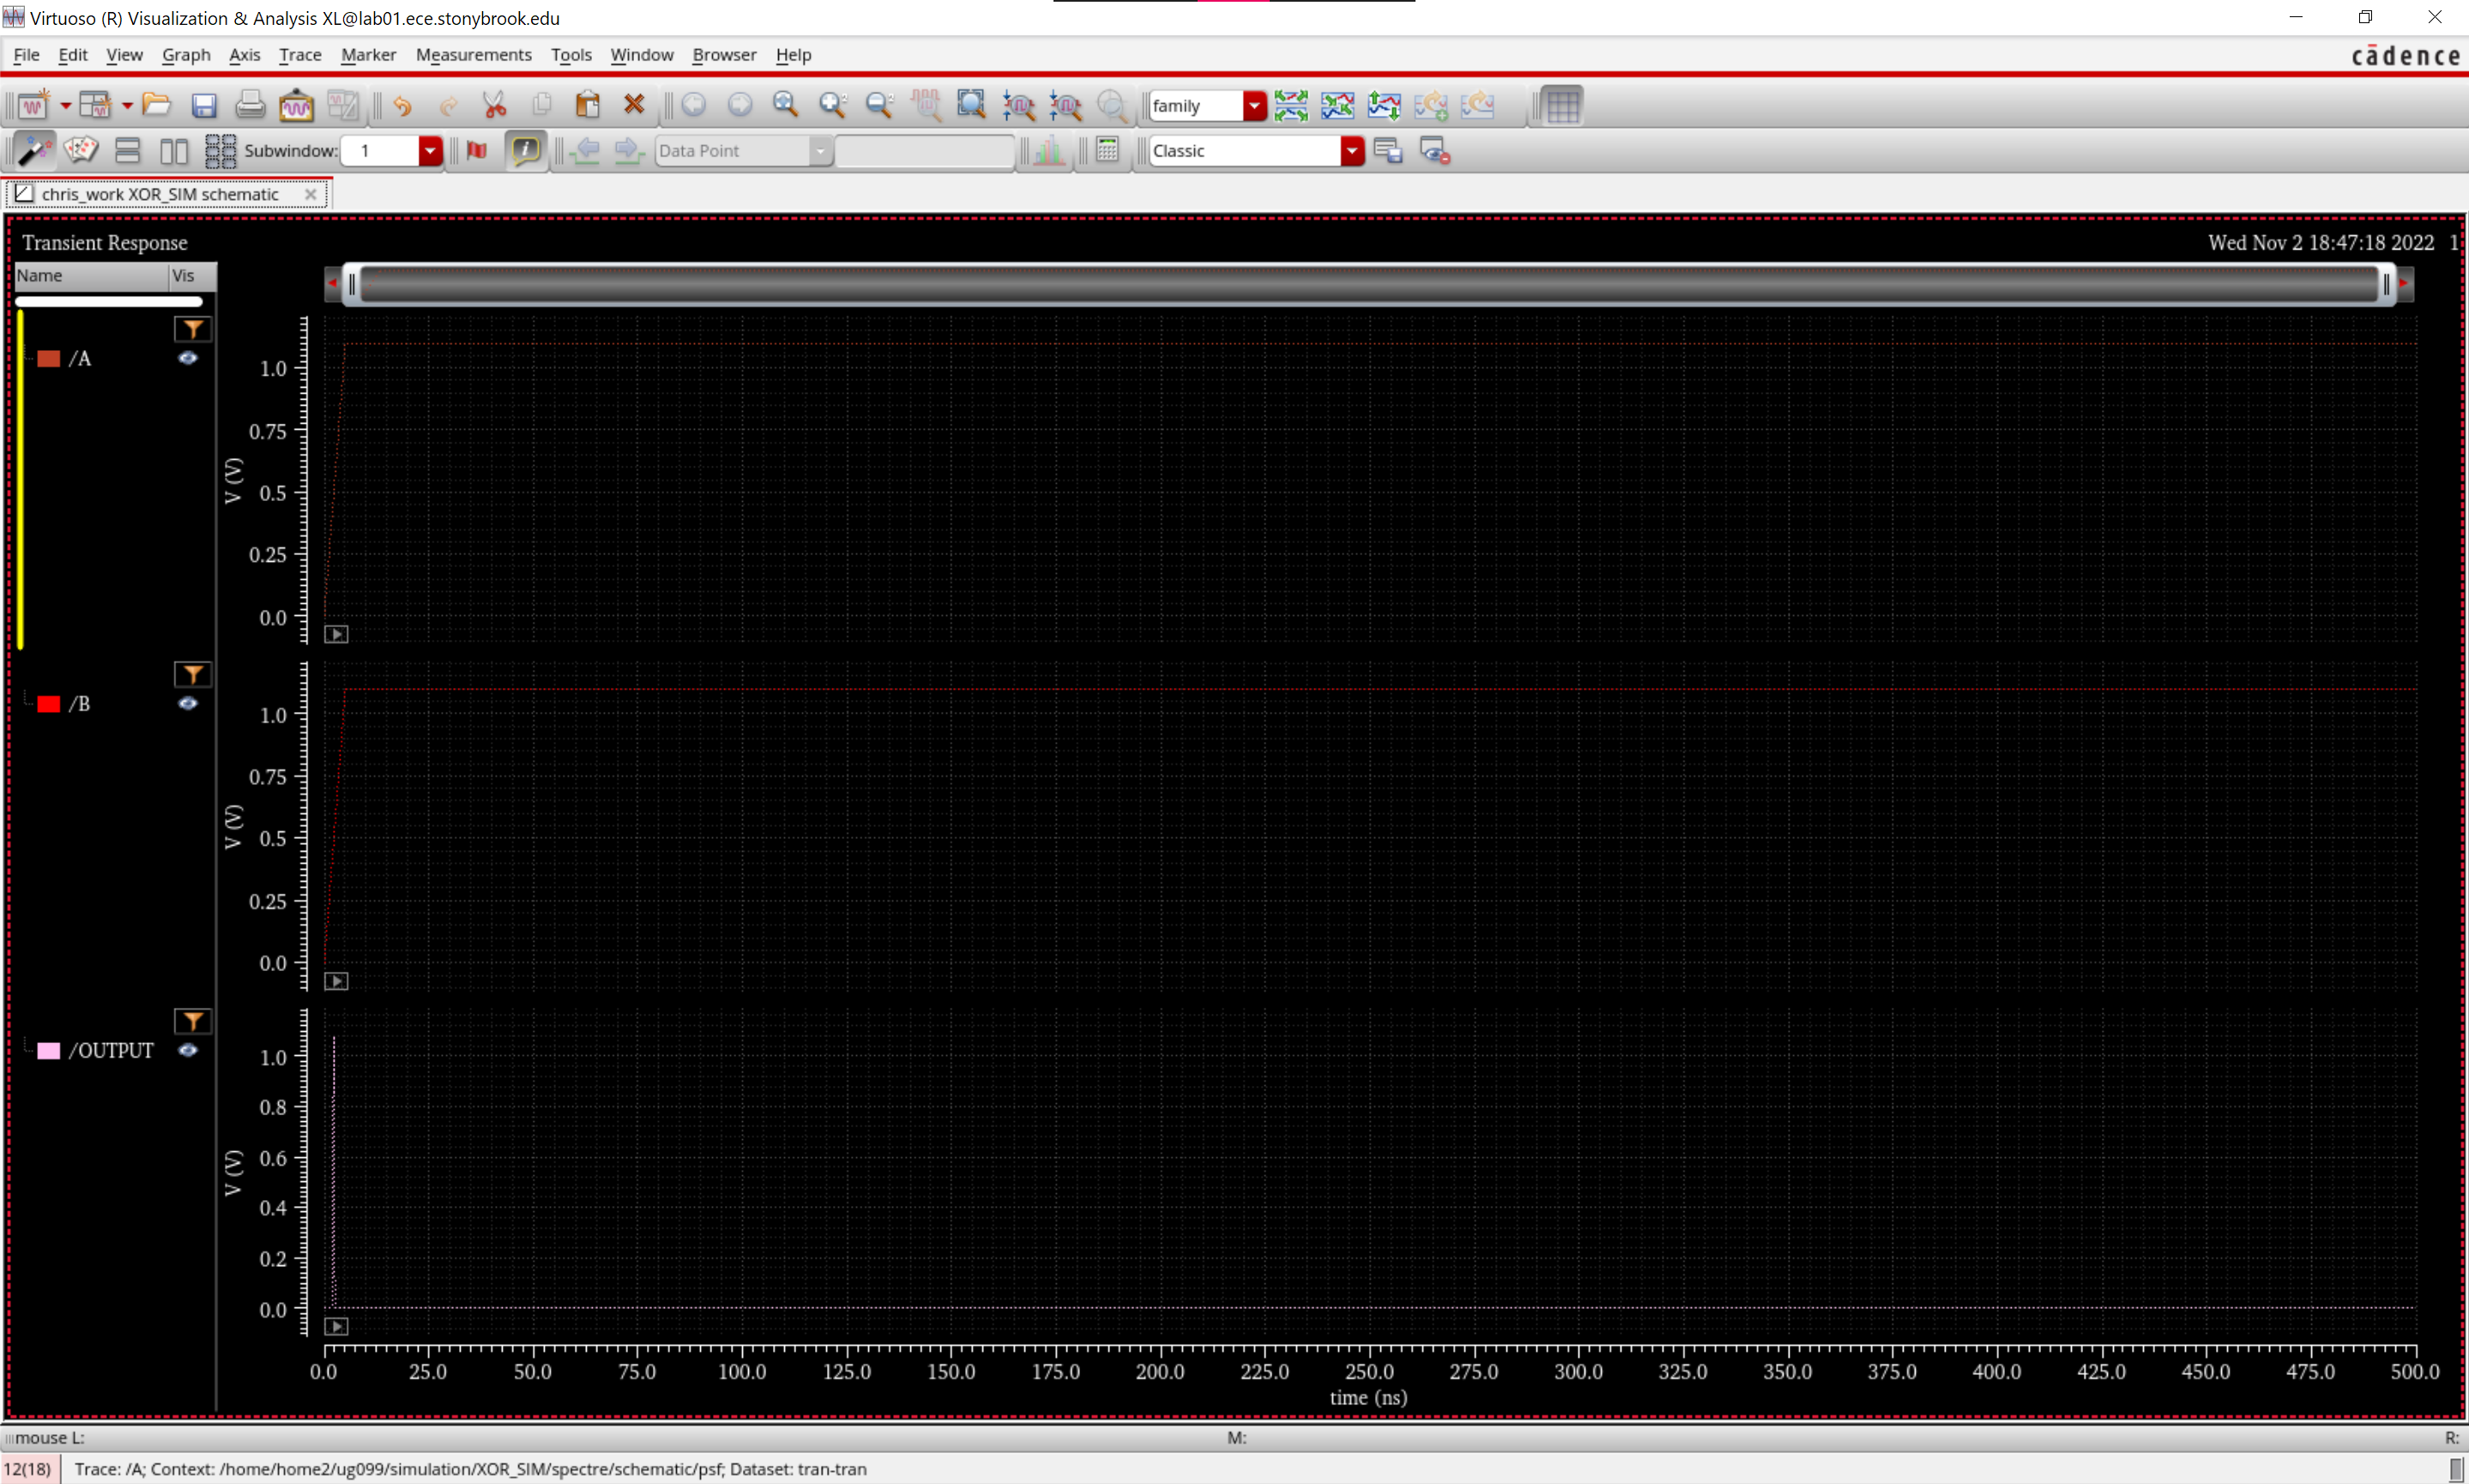 Virtuoso (R) Visualization & Analysis XL@lab01.ece.stonybrook.edu
File Edit View Graph Axis Trace Marker Measurements Tools Window Browser Help
cādence
family
Subwindow: 1
Data Point
Classic
chris_work XOR_SIM schematic
Transient Response
Wed Nov 2 18:47:18 2022 1
Name Vis
/A
V (V)
1.0
0.75
0.5
0.25
0.0
/B
V (V)
1.0
0.75
0.5
0.25
0.0
/OUTPUT
V (V)
1.0
0.8
0.6
0.4
0.2
0.0
0.0 25.0 50.0 75.0 100.0 125.0 150.0 175.0 200.0 225.0 250.0 275.0 300.0 325.0 350.0 375.0 400.0 425.0 450.0 475.0 500.0
time (ns)
mouse L: M: R:
12(18) Trace: /A; Context: /home/home2/ug099/simulation/XOR_SIM/spectre/schematic/psf; Dataset: tran-tran